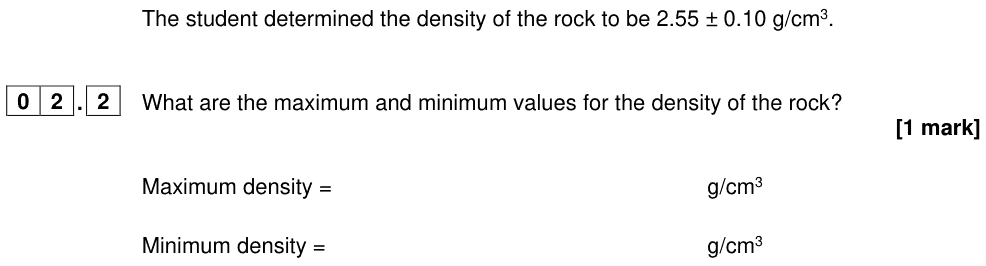 The student determined the density of the rock to be 2.55 ± 0.10 g/cm³.
0 2 . 2 What are the maximum and minimum values for the density of the rock?
[1 mark]
Maximum density = g/cm³
Minimum density = g/cm³